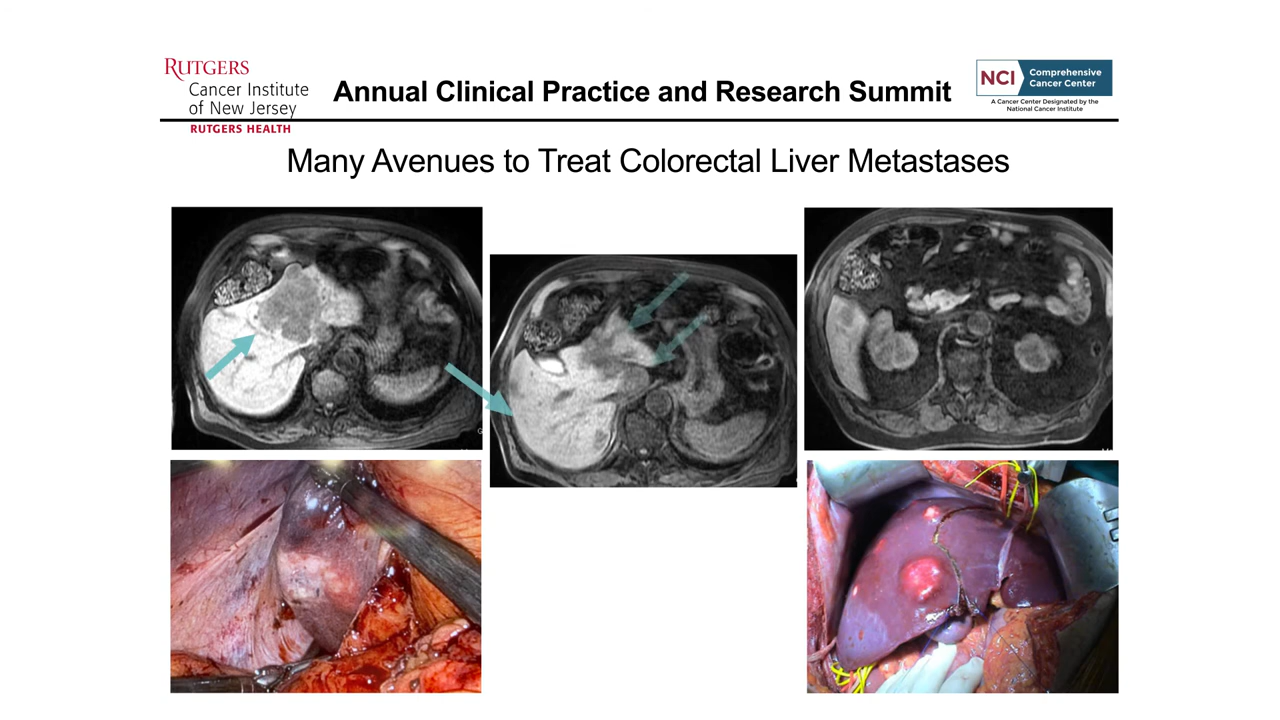 RUTGERS
Cancer Institute
of New Jersey
RUTGERS HEALTH
Annual Clinical Practice and Research Summit
NCI
Comprehensive
Cancer Center
A Cancer Center Designated by the
National Cancer Institute
Many Avenues to Treat Colorectal Liver Metastases
G